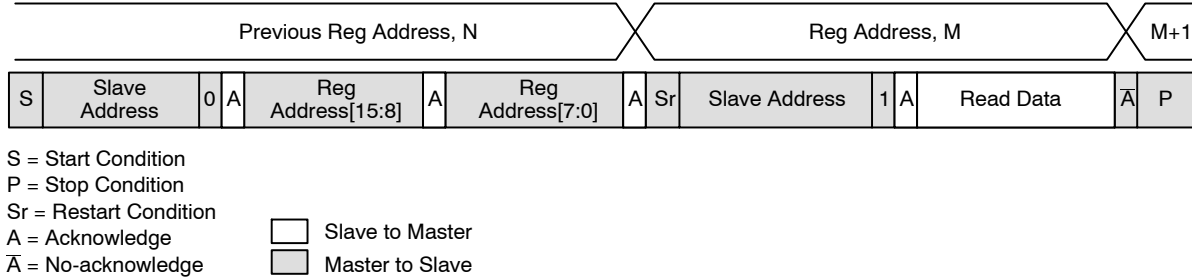 Previous Reg Address, N Reg Address, M M+1
S Slave Address 0 A Reg Address[15:8] A Reg Address[7:0] A Sr Slave Address 1 A Read Data A̅ P
S = Start Condition
P = Stop Condition
Sr = Restart Condition
A = Acknowledge
A̅ = No-acknowledge
Slave to Master
Master to Slave